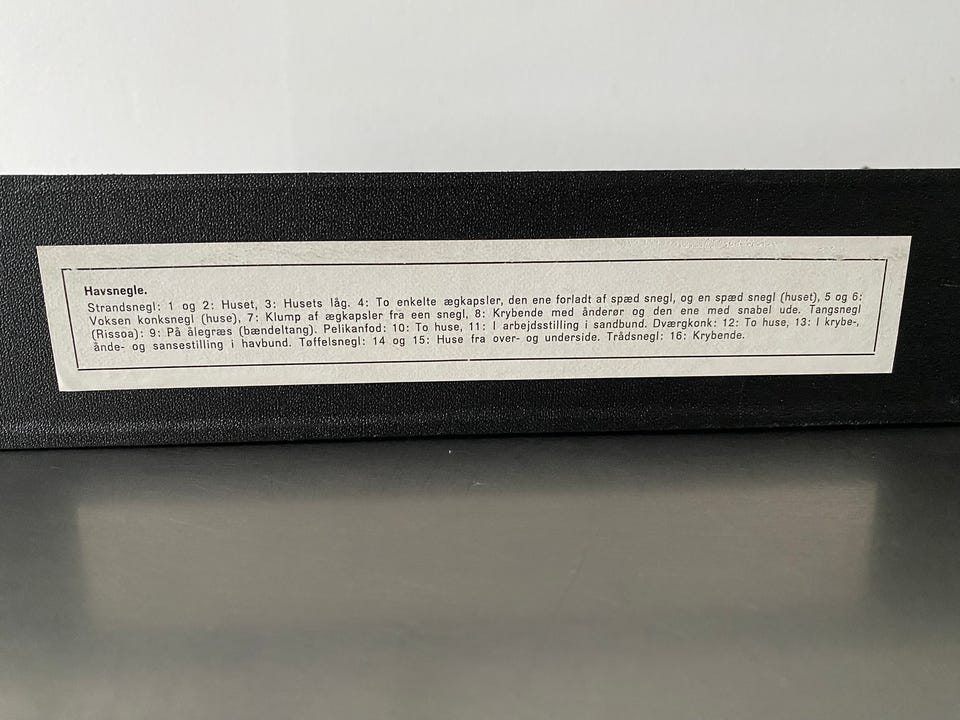 Havsnegle.
Strandsnegl: 1 og 2: Huset, 3: Husets låg. 4: To enkelte ægkapsler, den ene forladt af spæd snegl, og en spæd snegl (huset), 5 og 6:
Voksen konksnegl (huse), 7: Klump af ægkapsler fra een snegl, 8: Krybende med ånderør og den ene med snabel ude. Tangsnegl
(Rissoa): 9: På ålegræs (bændeltang). Pelikanfod: 10: To huse, 11: I arbejdsstilling i sandbund. Dværgkonk: 12: To huse, 13: I krybe-,
ånde- og sansestilling i havbund. Tøffelsnegl: 14 og 15: Huse fra over- og underside. Trådsnegl: 16: Krybende.